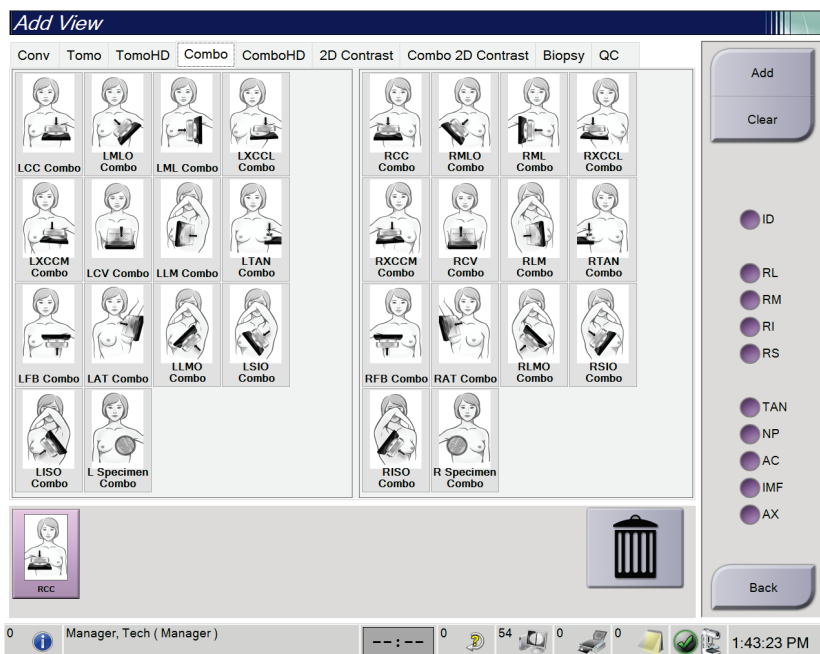 Add View
Conv Tomo TomoHD Combo ComboHD 2D Contrast Combo 2D Contrast Biopsy QC
LCC Combo
LMLO
Combo
LML Combo
LXCCL
Combo
LXCCM
Combo
LCV Combo
LLM Combo
LTAN
Combo
LFB Combo
LAT Combo
LLMO
Combo
LSIO
Combo
LISO
Combo
L Specimen
Combo
RCC
Combo
RMLO
Combo
RML
Combo
RXCCL
Combo
RXCCM
Combo
RCV
Combo
RLM
Combo
RTAN
Combo
RFB Combo
RAT Combo
RLMO
Combo
RSIO
Combo
RISO
Combo
R Specimen
Combo
Add
Clear
ID
RL
RM
RI
RS
TAN
NP
AC
IMF
AX
Back
RCC
0 Manager, Tech ( Manager ) --:-- 0 54 0 0 1:43:23 PM